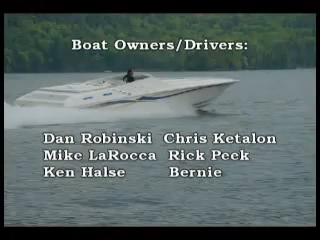 Boat Owners/Drivers:
Dan Robinski Chris Ketalon
Mike LaRocca Rick Peek
Ken Halse Bernie